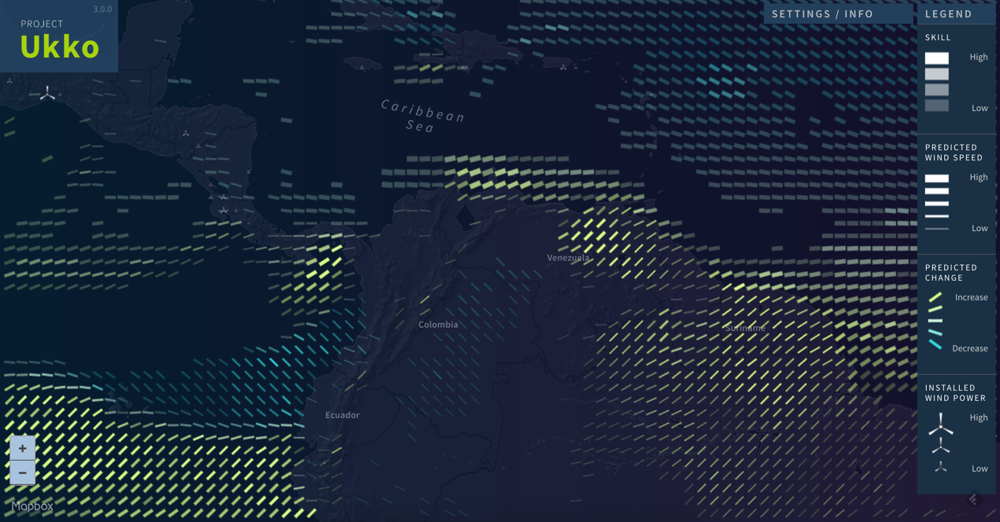 3.0.0
PROJECT
Ukko
SETTINGS / INFO
LEGEND
SKILL
High
Low
PREDICTED
WIND SPEED
High
Low
PREDICTED
CHANGE
Increase
Decrease
INSTALLED
WIND POWER
High
Low
Caribbean
Sea
Venezuela
Colombia
Suriname
Ecuador
+
−
Mapbox